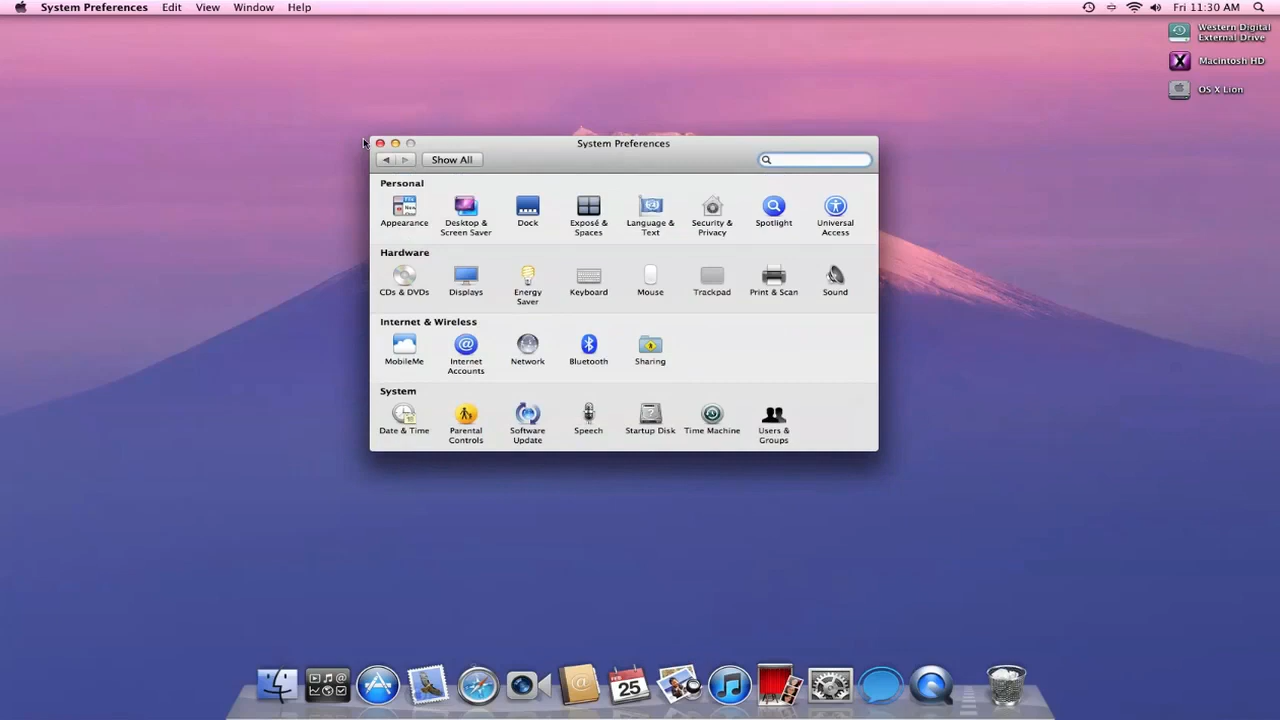 System Preferences Edit View Window Help Fri 11:30 AM
Western Digital
External Drive
Macintosh HD
OS X Lion
System Preferences
Show All
Personal
Appearance
Desktop &
Screen Saver
Dock
Exposé &
Spaces
Language &
Text
Security &
Privacy
Spotlight
Universal
Access
Hardware
CDs & DVDs
Displays
Energy
Saver
Keyboard
Mouse
Trackpad
Print & Scan
Sound
Internet & Wireless
MobileMe
Internet
Accounts
Network
Bluetooth
Sharing
System
Date & Time
Parental
Controls
Software
Update
Speech
Startup Disk
Time Machine
Users &
Groups
FEB
25